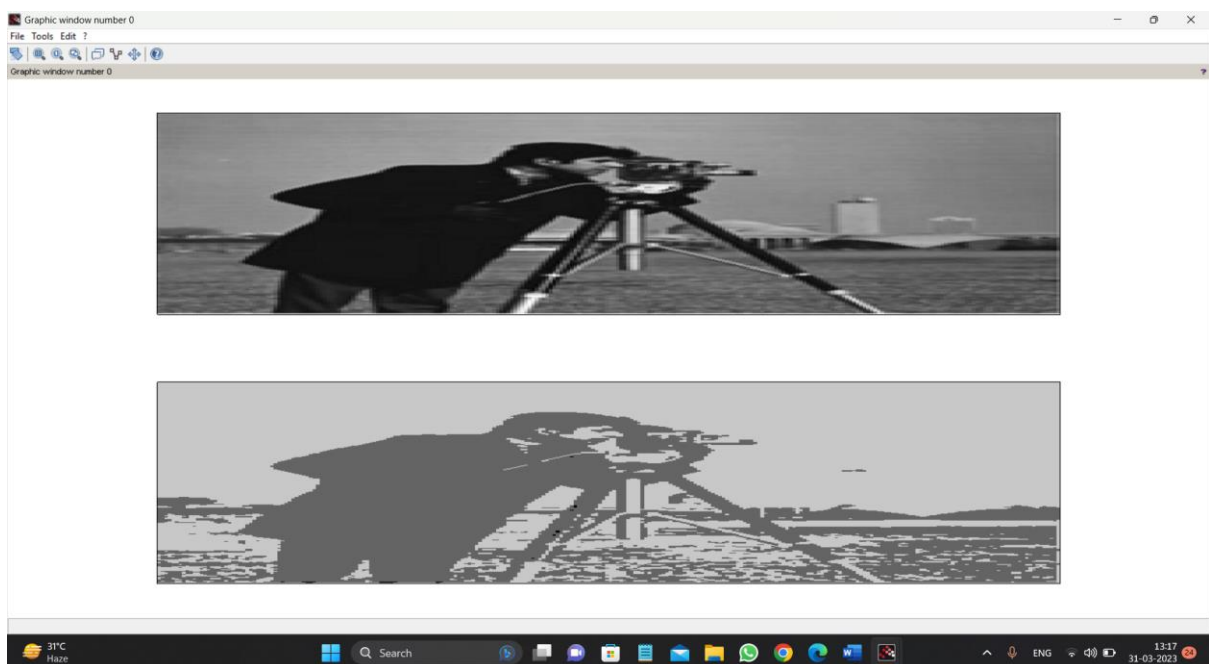 Graphic window number 0
File Tools Edit ?
Graphic window number 0
?
31°C
Haze
Search
ENG
13:17
31-03-2023
24